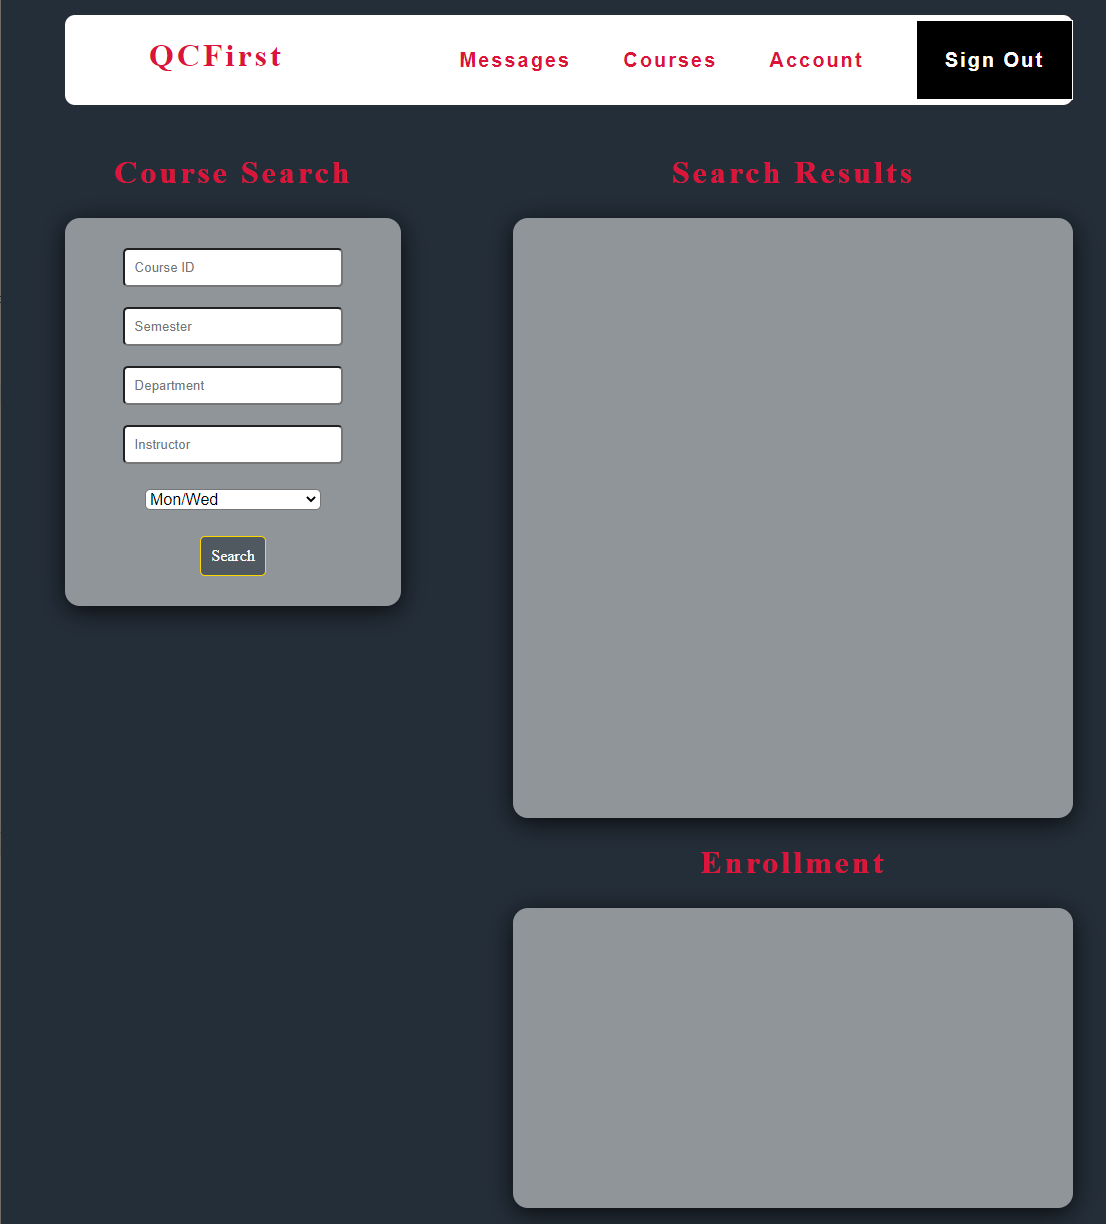 QCFirst
Messages
Courses
Account
Sign Out
Course Search
Course ID
Semester
Department
Instructor
Mon/Wed
Search
Search Results
Enrollment